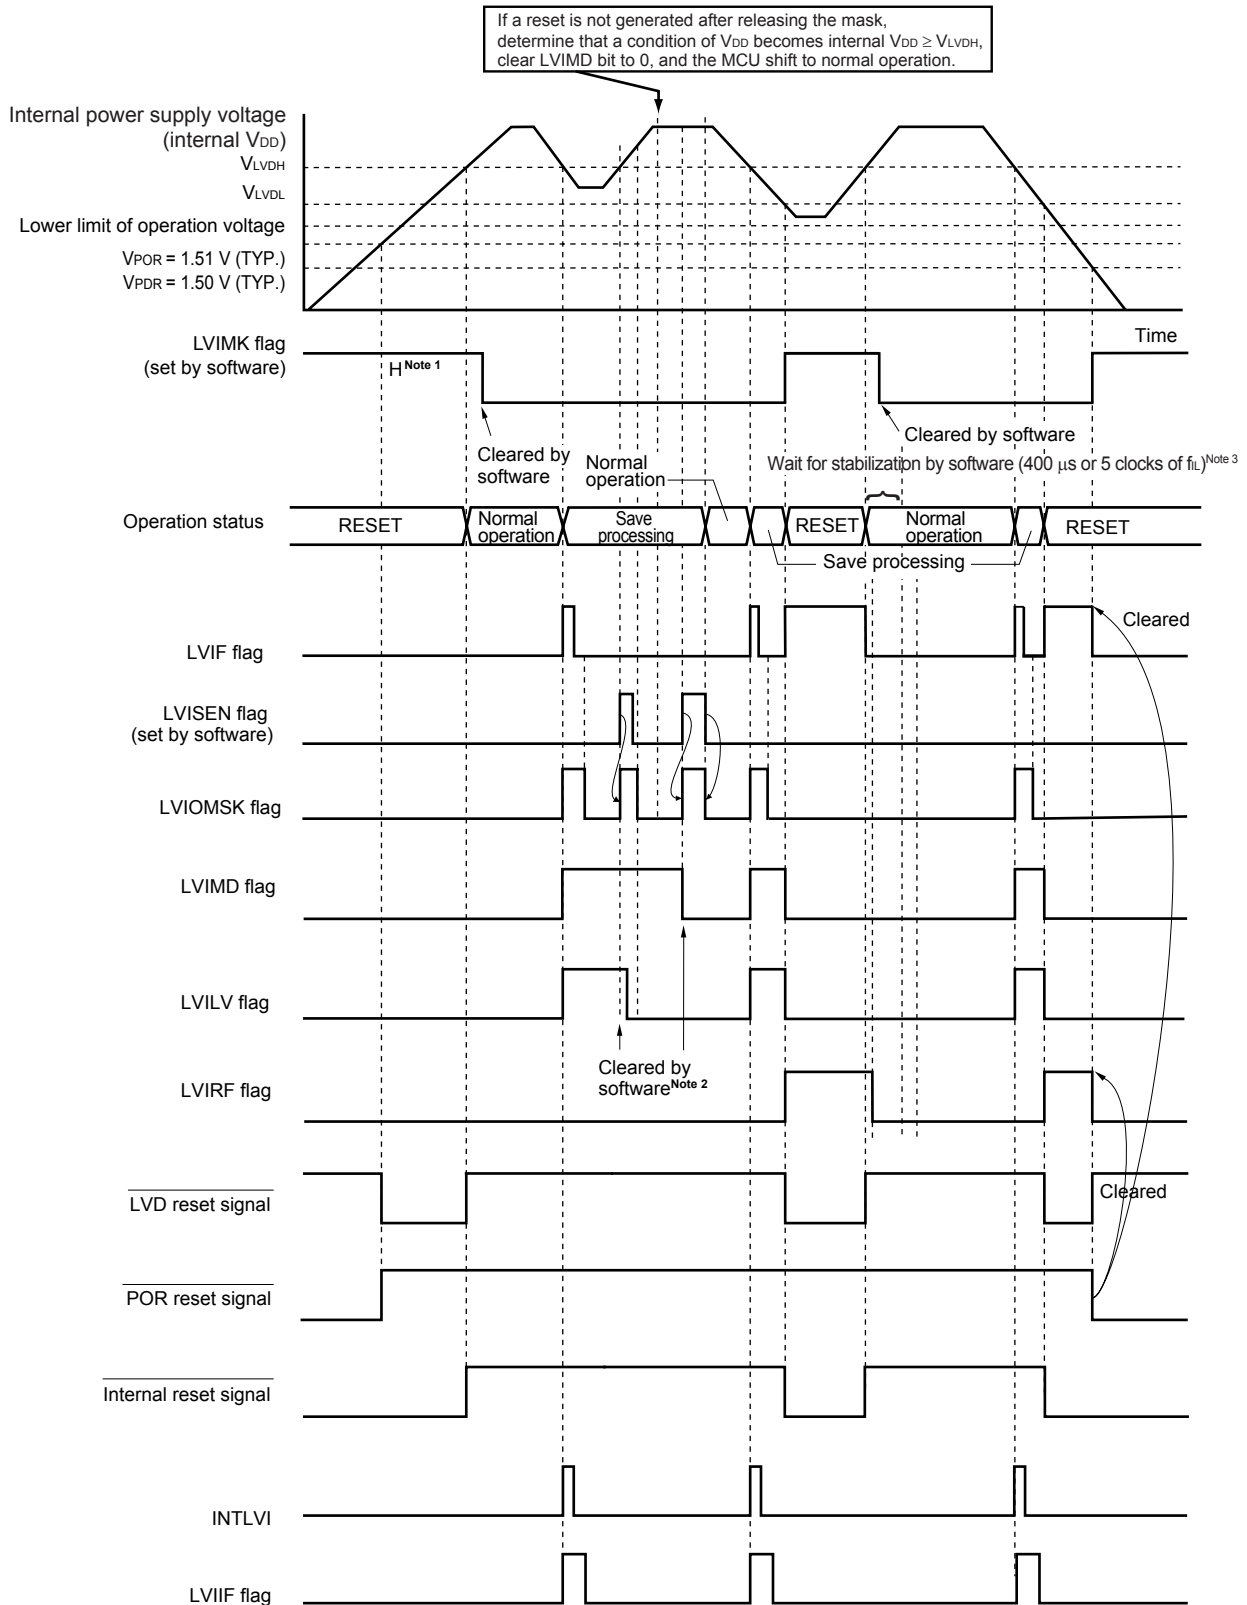 If a reset is not generated after releasing the mask,
determine that a condition of VDD becomes internal VDD ≥ VLVDH,
clear LVIMD bit to 0, and the MCU shift to normal operation.
Internal power supply voltage
(internal VDD)
VLVDH
VLVDL
Lower limit of operation voltage
VPOR = 1.51 V (TYP.)
VPDR = 1.50 V (TYP.)
Time
LVIMK flag
(set by software)
H Note 1
Cleared by
software
Cleared by software
Normal
operation
Wait for stabilization by software (400 μs or 5 clocks of fIL) Note 3
Operation status
RESET
Normal
operation
Save
processing
RESET
Normal
operation
RESET
Save processing
LVIF flag
Cleared
LVISEN flag
(set by software)
LVIOMSK flag
LVIMD flag
LVILV flag
Cleared by
software Note 2
LVIRF flag
LVD reset signal
Cleared
POR reset signal
Internal reset signal
INTLVI
LVIIF flag